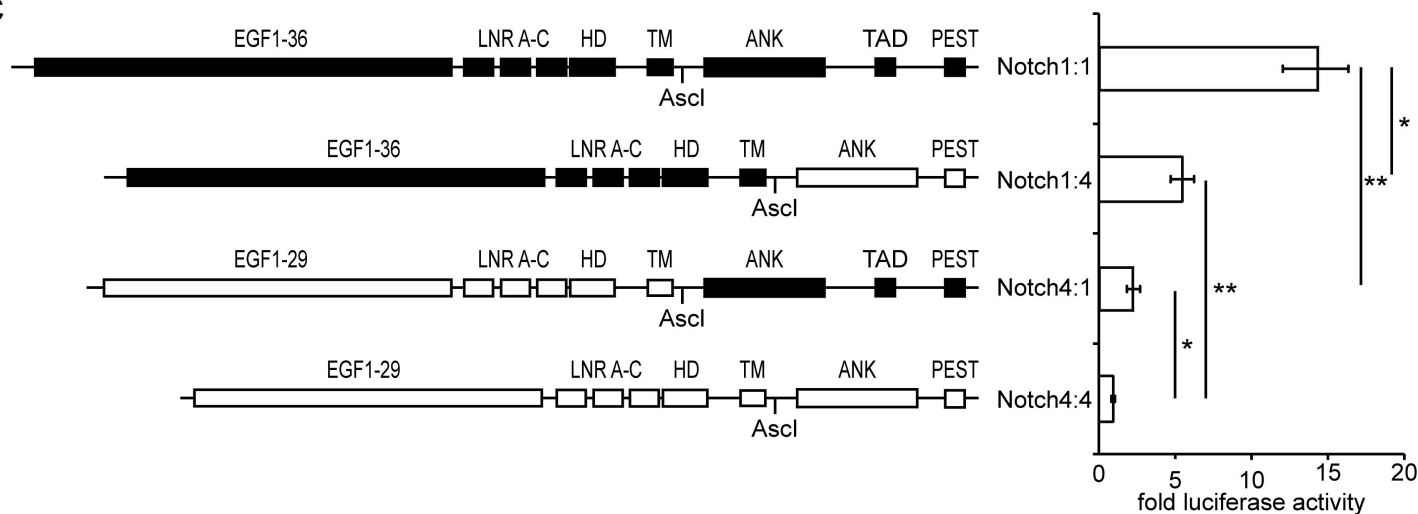 EGF1-36 LNR A-C HD TM ANK TAD PEST
Notch1:1
AscI
*
EGF1-36 LNR A-C HD TM ANK PEST
Notch1:4
**
AscI
EGF1-29 LNR A-C HD TM ANK TAD PEST
Notch4:1
**
AscI
*
EGF1-29 LNR A-C HD TM ANK PEST
Notch4:4
AscI
0 5 10 15 20
fold luciferase activity